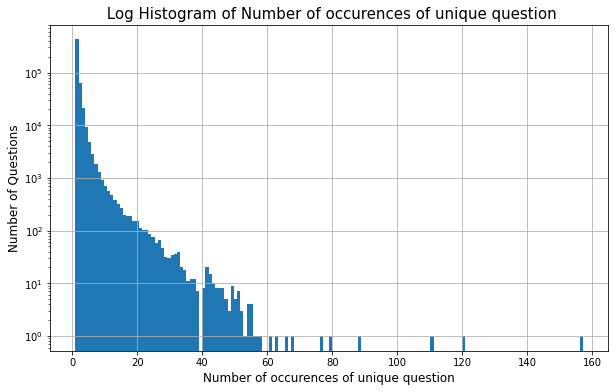 Log Histogram of Number of occurences of unique question
Number of Questions
10^5
10^4
10^3
10^2
10^1
10^0
0 20 40 60 80 100 120 140 160
Number of occurences of unique question